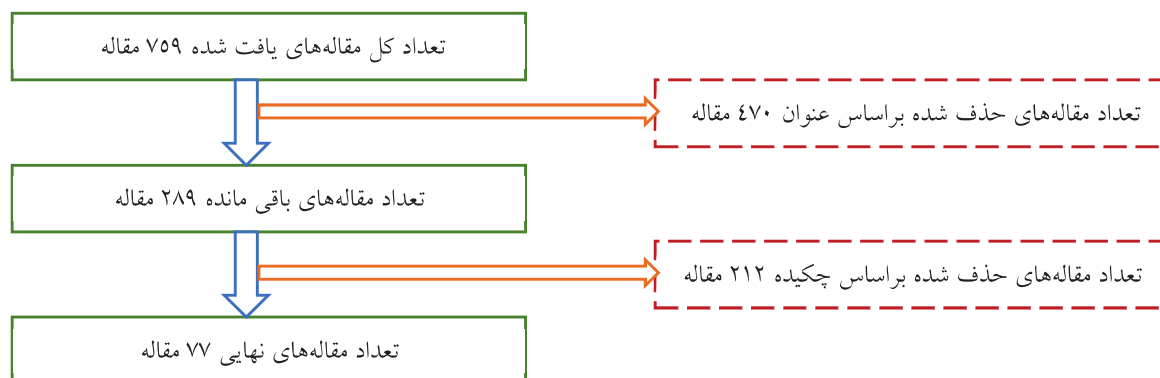 تعداد کل مقاله‌های یافت شده ۷۵۹ مقاله
تعداد مقاله‌های حذف شده براساس عنوان ٤۷۰ مقاله
تعداد مقاله‌های باقی مانده ۲۸۹ مقاله
تعداد مقاله‌های حذف شده براساس چکیده ۲۱۲ مقاله
تعداد مقاله‌های نهایی ۷۷ مقاله